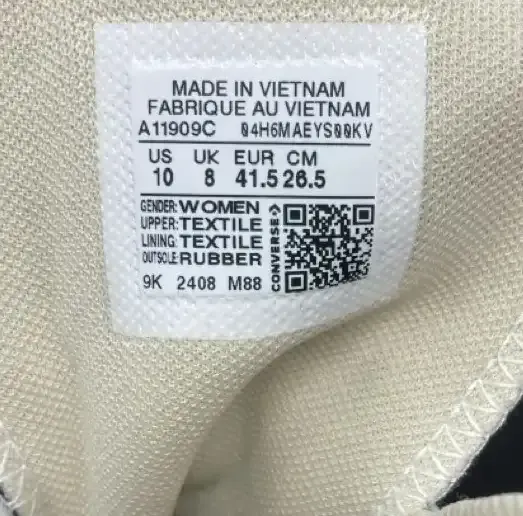 MADE IN VIETNAM
FABRIQUE AU VIETNAM
A11909C 04H6MAEYS00KV
US UK EUR CM
10 8 41.5 26.5
GENDER: WOMEN
UPPER: TEXTILE
LINING: TEXTILE
OUTSOLE: RUBBER
9K 2408 M88
CONVERSE